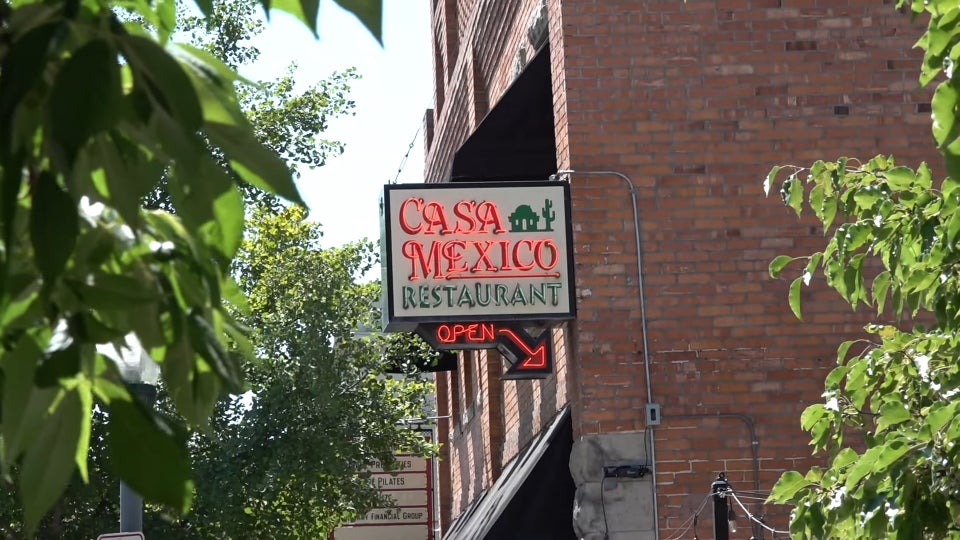 CASA
MEXICO
RESTAURANT
OPEN
PILATES
FINANCIAL GROUP